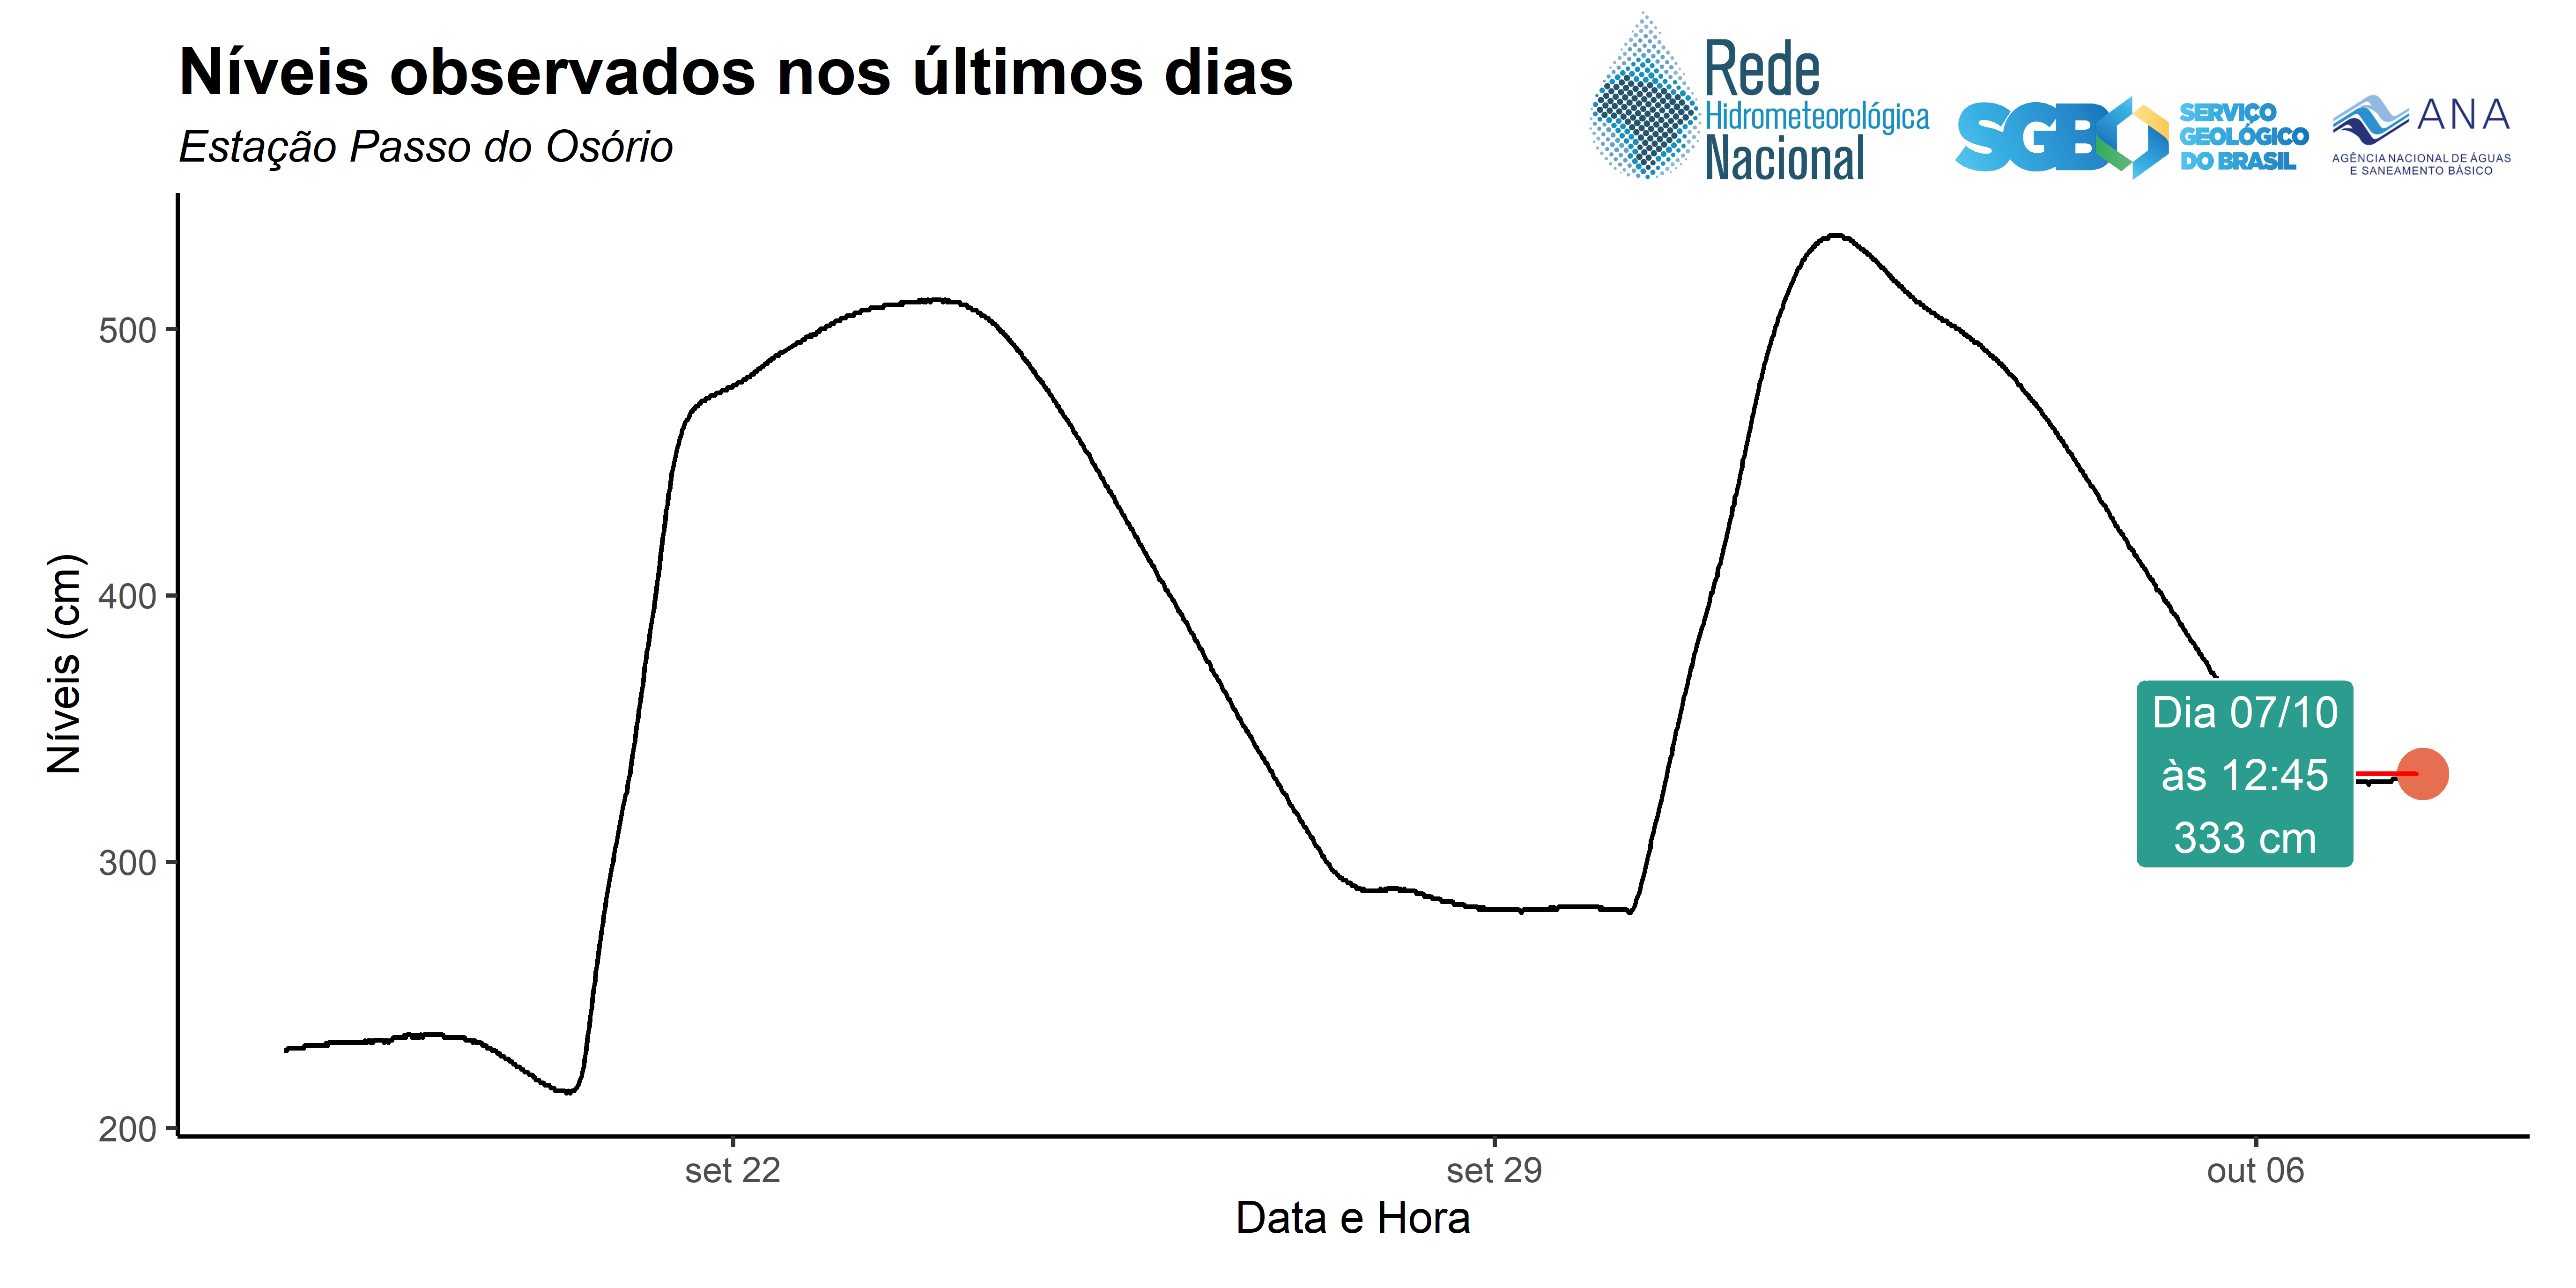 Níveis observados nos últimos dias
Estação Passo do Osório
Rede
Hidrometeorológica
Nacional
SGB
SERVIÇO
GEOLÓGICO
DO BRASIL
ANA
AGÊNCIA NACIONAL DE ÁGUAS
E SANEAMENTO BÁSICO
Níveis (cm)
500
400
300
200
Dia 07/10
às 12:45
333 cm
set 22
set 29
out 06
Data e Hora